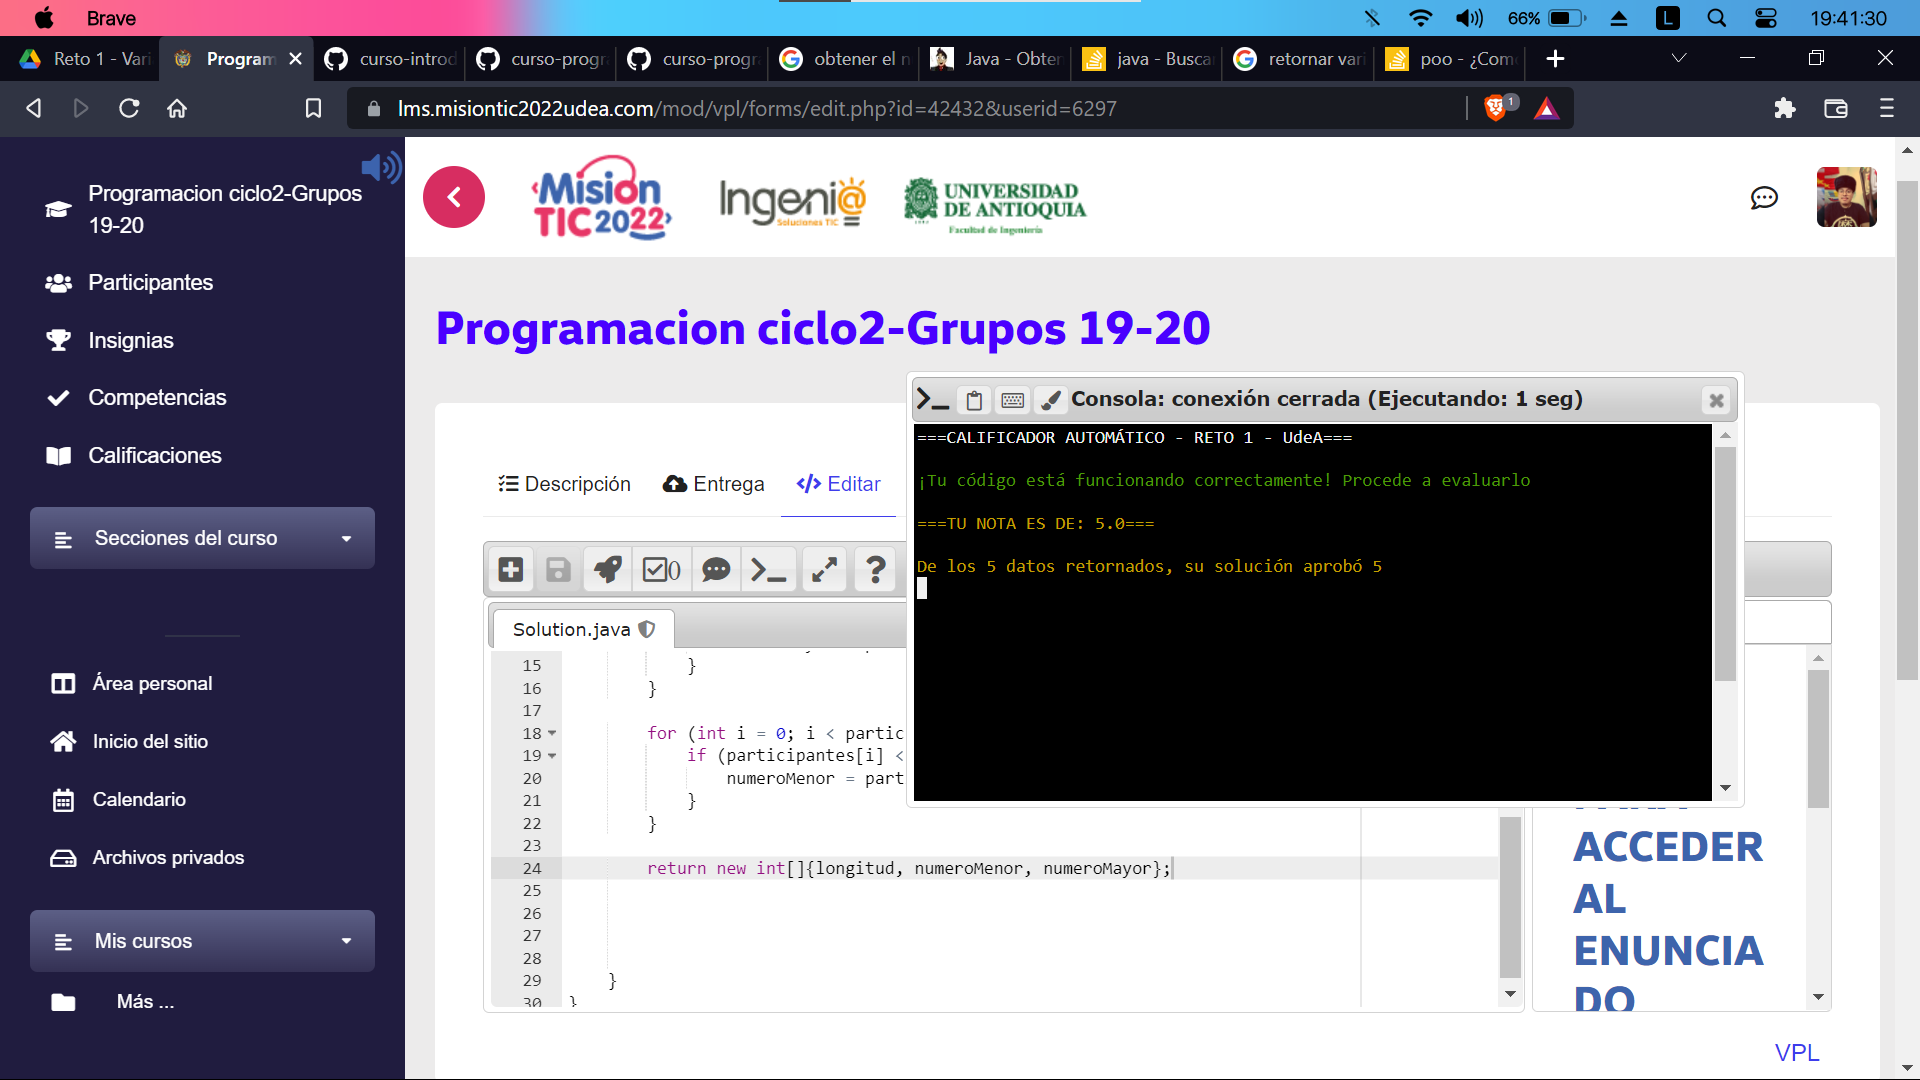 Brave
66%
L
19:41:30
Reto 1 - Vari
Program
curso-introd
curso-progr
curso-progr
obtener el n
Java - Obten
java - Busca
retornar vari
poo - ¿Com
lms.misiontic2022udea.com/mod/vpl/forms/edit.php?id=42432&userid=6297
1
Programacion ciclo2-Grupos
19-20
Participantes
Insignias
Competencias
Calificaciones
Secciones del curso
Área personal
Inicio del sitio
Calendario
Archivos privados
Mis cursos
Más ...
Misión
TIC 2022
Ingeni@
Soluciones TIC
UNIVERSIDAD
DE ANTIOQUIA
Facultad de Ingeniería
Programacion ciclo2-Grupos 19-20
Descripción
Entrega
</> Editar
0
?
Solution.java
15 }
16 }
17
18 for (int i = 0; i < partic
19 if (participantes[i] <
20 numeroMenor = part
21 }
22 }
23
24 return new int[]{longitud, numeroMenor, numeroMayor};
25
26
27
28
29 }
30 }
Consola: conexión cerrada (Ejecutando: 1 seg)
===CALIFICADOR AUTOMÁTICO - RETO 1 - UdeA===
¡Tu código está funcionando correctamente! Procede a evaluarlo
===TU NOTA ES DE: 5.0===
De los 5 datos retornados, su solución aprobó 5
ACCEDER
AL
ENUNCIA
DO
VPL